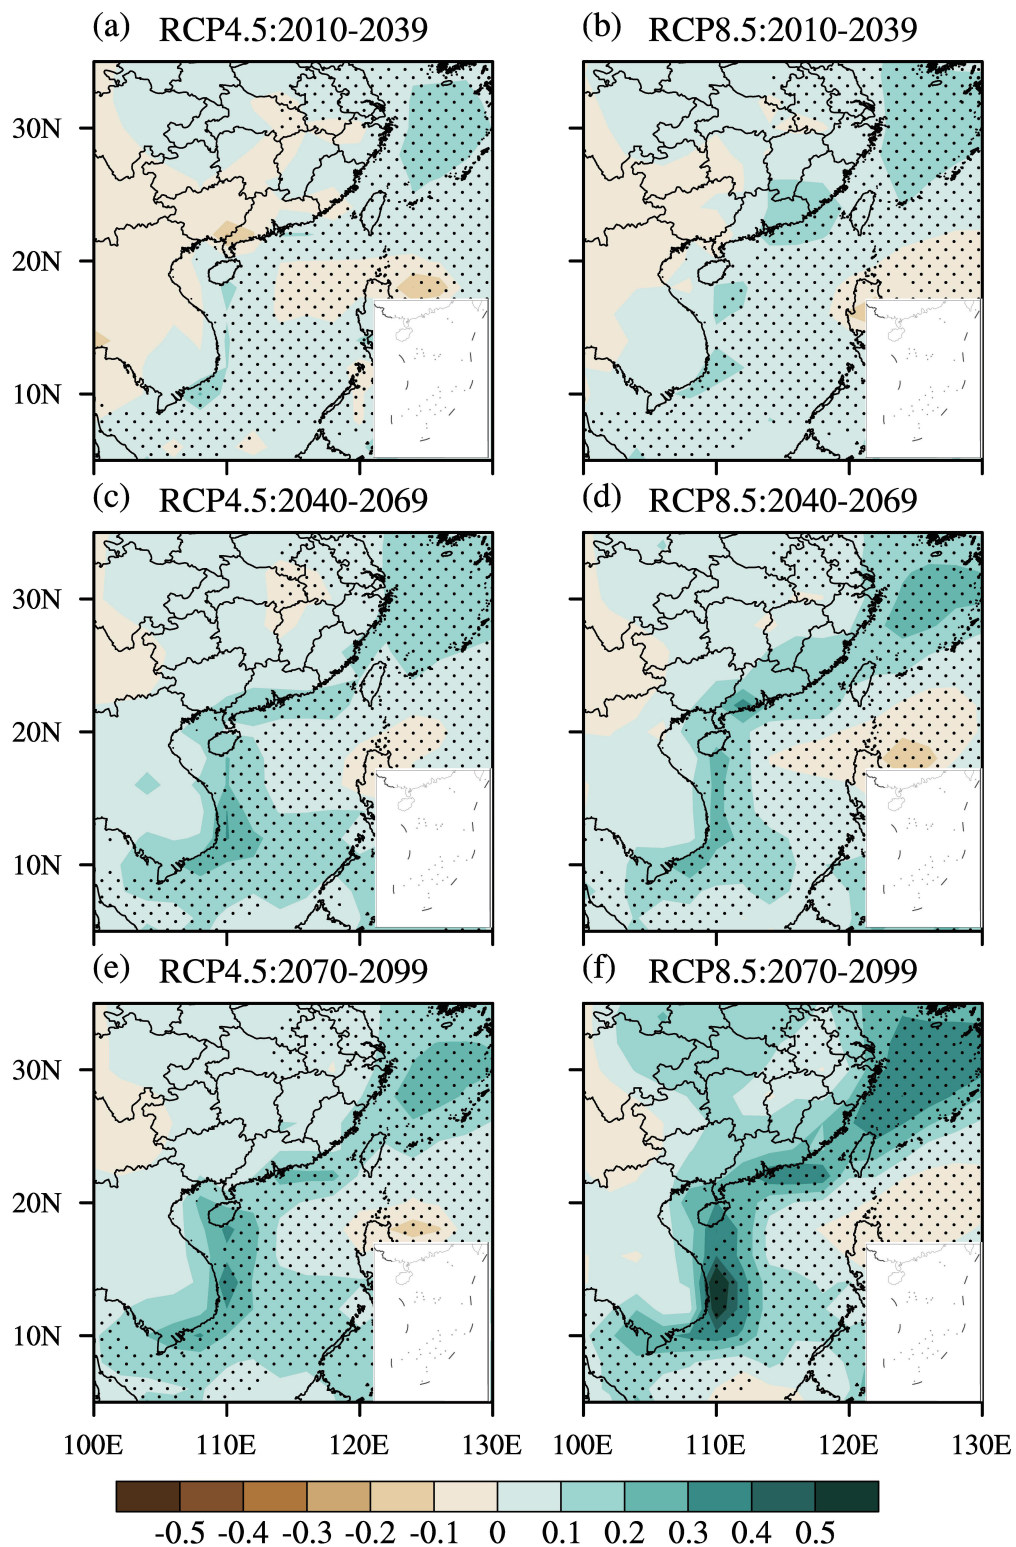 (a) RCP4.5:2010-2039
(b) RCP8.5:2010-2039
30N
20N
10N
(c) RCP4.5:2040-2069
(d) RCP8.5:2040-2069
30N
20N
10N
(e) RCP4.5:2070-2099
(f) RCP8.5:2070-2099
30N
20N
10N
100E 110E 120E 130E
100E 110E 120E 130E
-0.5 -0.4 -0.3 -0.2 -0.1 0 0.1 0.2 0.3 0.4 0.5